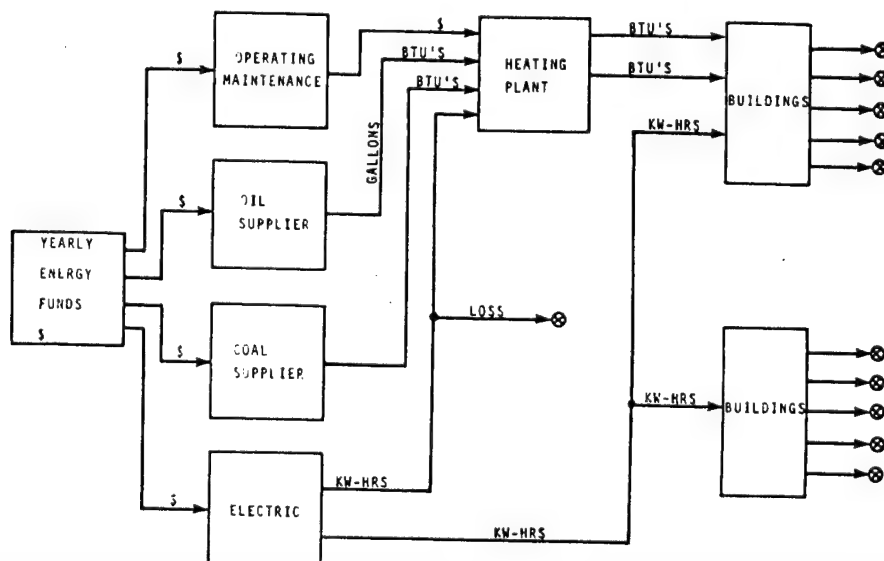 $
OPERATING
MAINTENANCE
$
BTU'S
BTU'S
GALLONS
HEATING
PLANT
BTU'S
BTU'S
KW-HRS
BUILDINGS
$
OIL
SUPPLIER
YEARLY
ENERGY
FUNDS
$
$
COAL
SUPPLIER
LOSS
KW-HRS
BUILDINGS
$
ELECTRIC
KW-HRS
KW-HRS